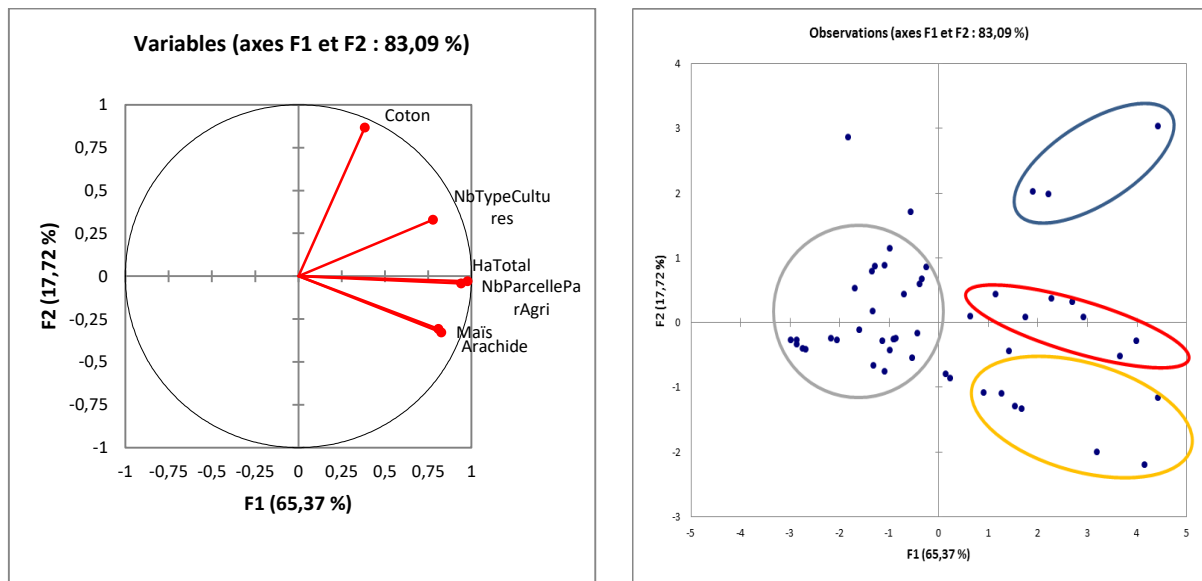 Variables (axes F1 et F2 : 83,09 %)
1
0,75
0,5
0,25
0
-0,25
-0,5
-0,75
-1
F2 (17,72 %)
Coton
NbTypeCultu
res
HaTotal
NbParcellePa
rAgri
Maïs
Arachide
-1 -0,75 -0,5 -0,25 0 0,25 0,5 0,75 1
F1 (65,37 %)
Observations (axes F1 et F2 : 83,09 %)
4
3
2
1
0
-1
-2
-3
F2 (17,72 %)
-5 -4 -3 -2 -1 0 1 2 3 4 5
F1 (65,37 %)